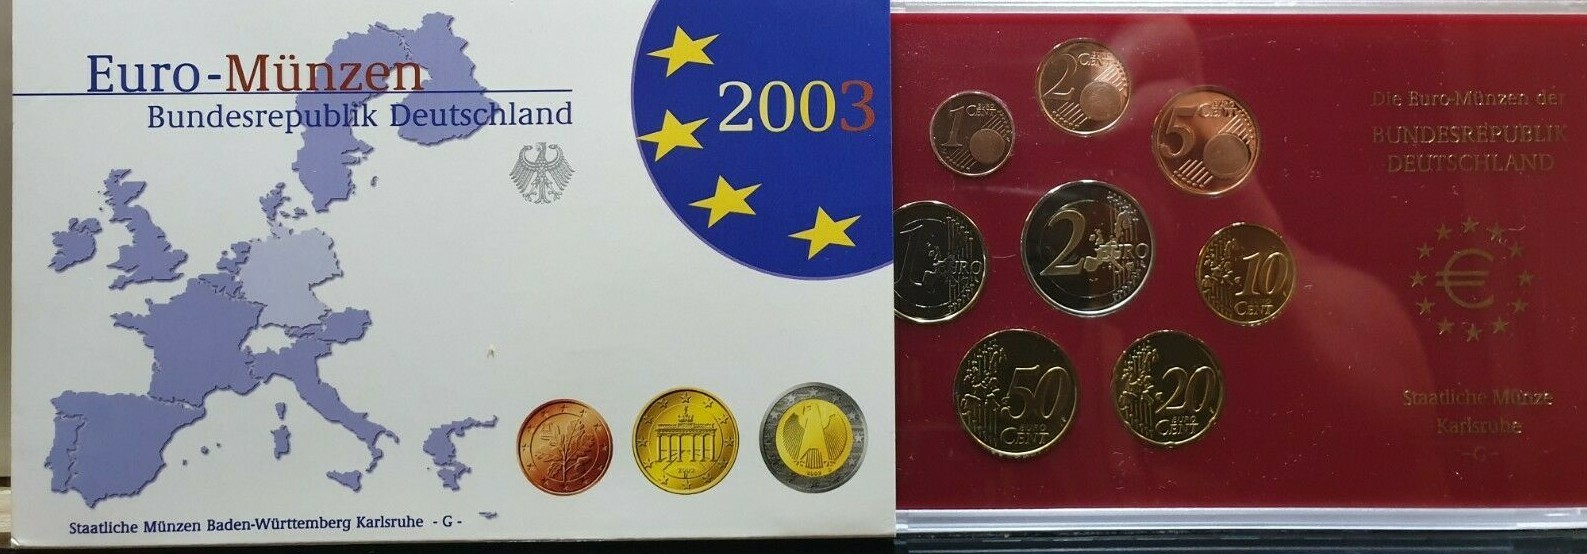 Euro-Münzen
Bundesrepublik Deutschland
2003
Staatliche Münzen Baden-Württemberg Karlsruhe - G -
2 EURO CENT
1 EURO CENT
5 EURO CENT
1 EURO
2 EURO
10 EURO CENT
50 EURO CENT
20 EURO CENT
Die Euro-Münzen der
BUNDESREPUBLIK
DEUTSCHLAND
€
Staatliche Münze
Karlsruhe
-G-